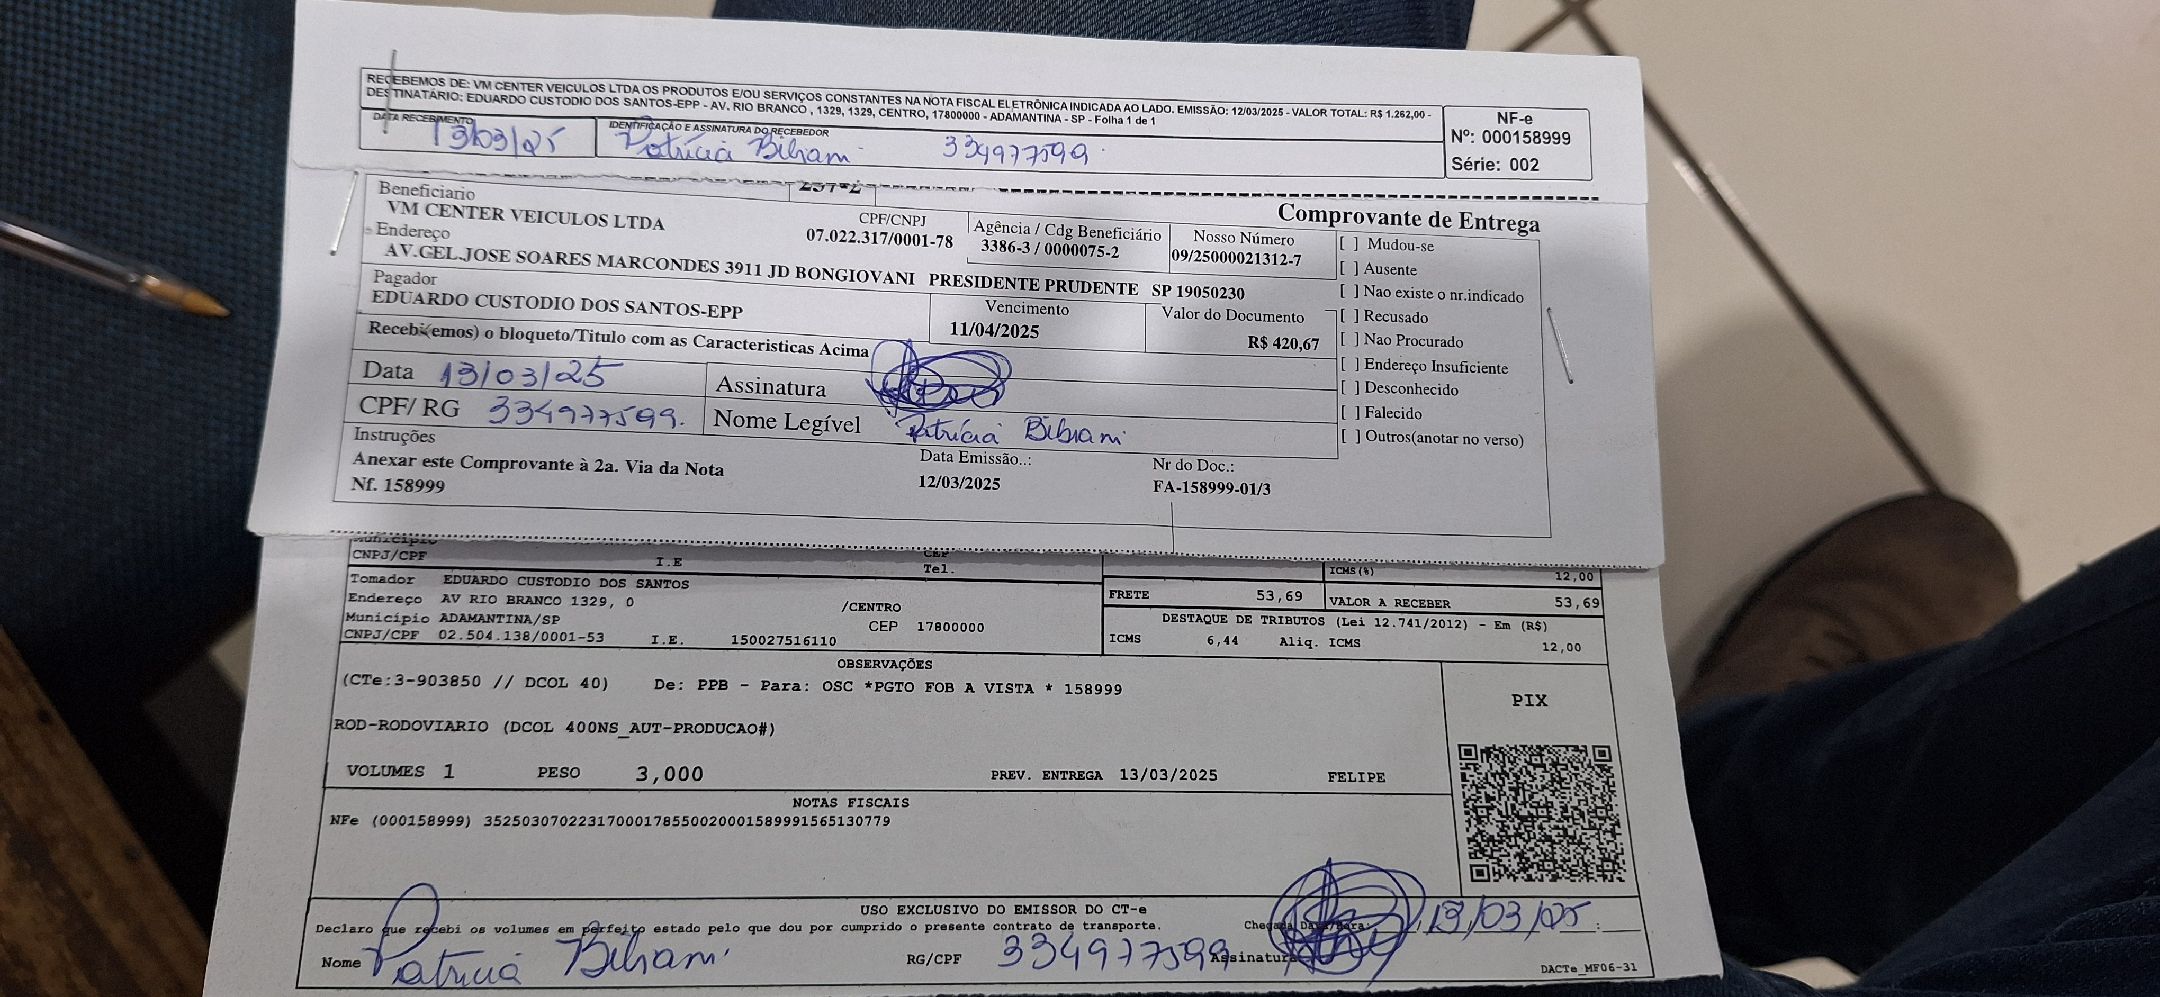 RECEBEMOS DE: VM CENTER VEICULOS LTDA OS PRODUTOS E/OU SERVIÇOS CONSTANTES NA NOTA FISCAL ELETRÔNICA INDICADA AO LADO. EMISSÃO: 12/03/2025 - VALOR TOTAL: R$ 1.262,00 -
DESTINATÁRIO: EDUARDO CUSTODIO DOS SANTOS-EPP - AV. RIO BRANCO , 1329, 1329, CENTRO, 17800000 - ADAMANTINA - SP - Folha 1 de 1
NF-e
Nº: 000158999
Série: 002
DATA RECEBIMENTO
13/03/25
IDENTIFICAÇÃO E ASSINATURA DO RECEBEDOR
Patrícia Bibiani 334977599
237-2
Comprovante de Entrega
Beneficiario
VM CENTER VEICULOS LTDA
CPF/CNPJ
07.022.317/0001-78
Agência / Cdg Beneficiário
3386-3 / 0000075-2
Nosso Número
09/25000021312-7
Endereço
AV.GEL.JOSE SOARES MARCONDES 3911 JD BONGIOVANI PRESIDENTE PRUDENTE SP 19050230
Pagador
EDUARDO CUSTODIO DOS SANTOS-EPP
Vencimento
11/04/2025
Valor do Documento
R$ 420,67
Receb(emos) o bloqueto/Titulo com as Caracteristicas Acima
Data 13/03/25
Assinatura
CPF/ RG 334977599.
Nome Legível Patrícia Bibiani
[ ] Mudou-se
[ ] Ausente
[ ] Nao existe o nr.indicado
[ ] Recusado
[ ] Nao Procurado
[ ] Endereço Insuficiente
[ ] Desconhecido
[ ] Falecido
[ ] Outros(anotar no verso)
Instruções
Anexar este Comprovante à 2a. Via da Nota
Nf. 158999
Data Emissão..:
12/03/2025
Nr do Doc.:
FA-158999-01/3
Município
CEP
CNPJ/CPF I.E Tel.
ICMS(%) 12,00
Tomador EDUARDO CUSTODIO DOS SANTOS
Endereço AV RIO BRANCO 1329, 0 /CENTRO
Município ADAMANTINA/SP CEP 17800000
CNPJ/CPF 02.504.138/0001-53 I.E. 150027516110
FRETE 53,69 VALOR A RECEBER 53,69
DESTAQUE DE TRIBUTOS (Lei 12.741/2012) - Em (R$)
ICMS 6,44 Aliq. ICMS 12,00
OBSERVAÇÕES
(CTe:3-903850 // DCOL 40) De: PPB - Para: OSC *PGTO FOB A VISTA * 158999
ROD-RODOVIARIO (DCOL 400NS_AUT-PRODUCAO#)
VOLUMES 1 PESO 3,000 PREV. ENTREGA 13/03/2025 FELIPE
PIX
NOTAS FISCAIS
NFe (000158999) 35250307022317000178550020001589991565130779
USO EXCLUSIVO DO EMISSOR DO CT-e
Declaro que recebi os volumes em perfeito estado pelo que dou por cumprido o presente contrato de transporte.
Chegada Data/Hora: 13/03/25 :
Nome Patrícia Bibiani RG/CPF 334977599 Assinatura
DACTe_MF06-31